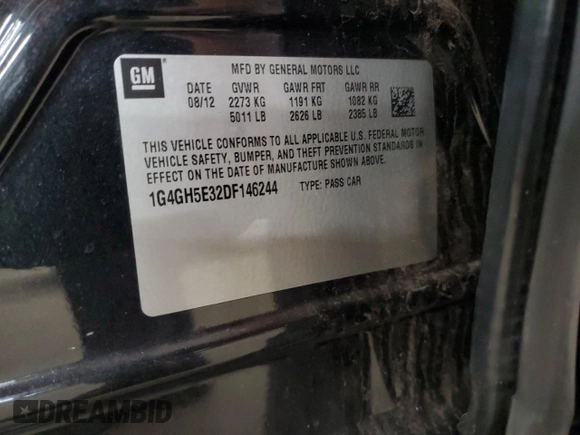 GM
MFD BY GENERAL MOTORS LLC
DATE GVWR GAWR FRT GAWR RR
08/12 2273 KG 1191 KG 1082 KG
5011 LB 2626 LB 2385 LB
THIS VEHICLE CONFORMS TO ALL APPLICABLE U.S. FEDERAL MOTOR
VEHICLE SAFETY, BUMPER, AND THEFT PREVENTION STANDARDS IN
EFFECT ON THE DATE OF MANUFACTURE SHOWN ABOVE.
1G4GH5E32DF146244 TYPE: PASS CAR
DREAMBID